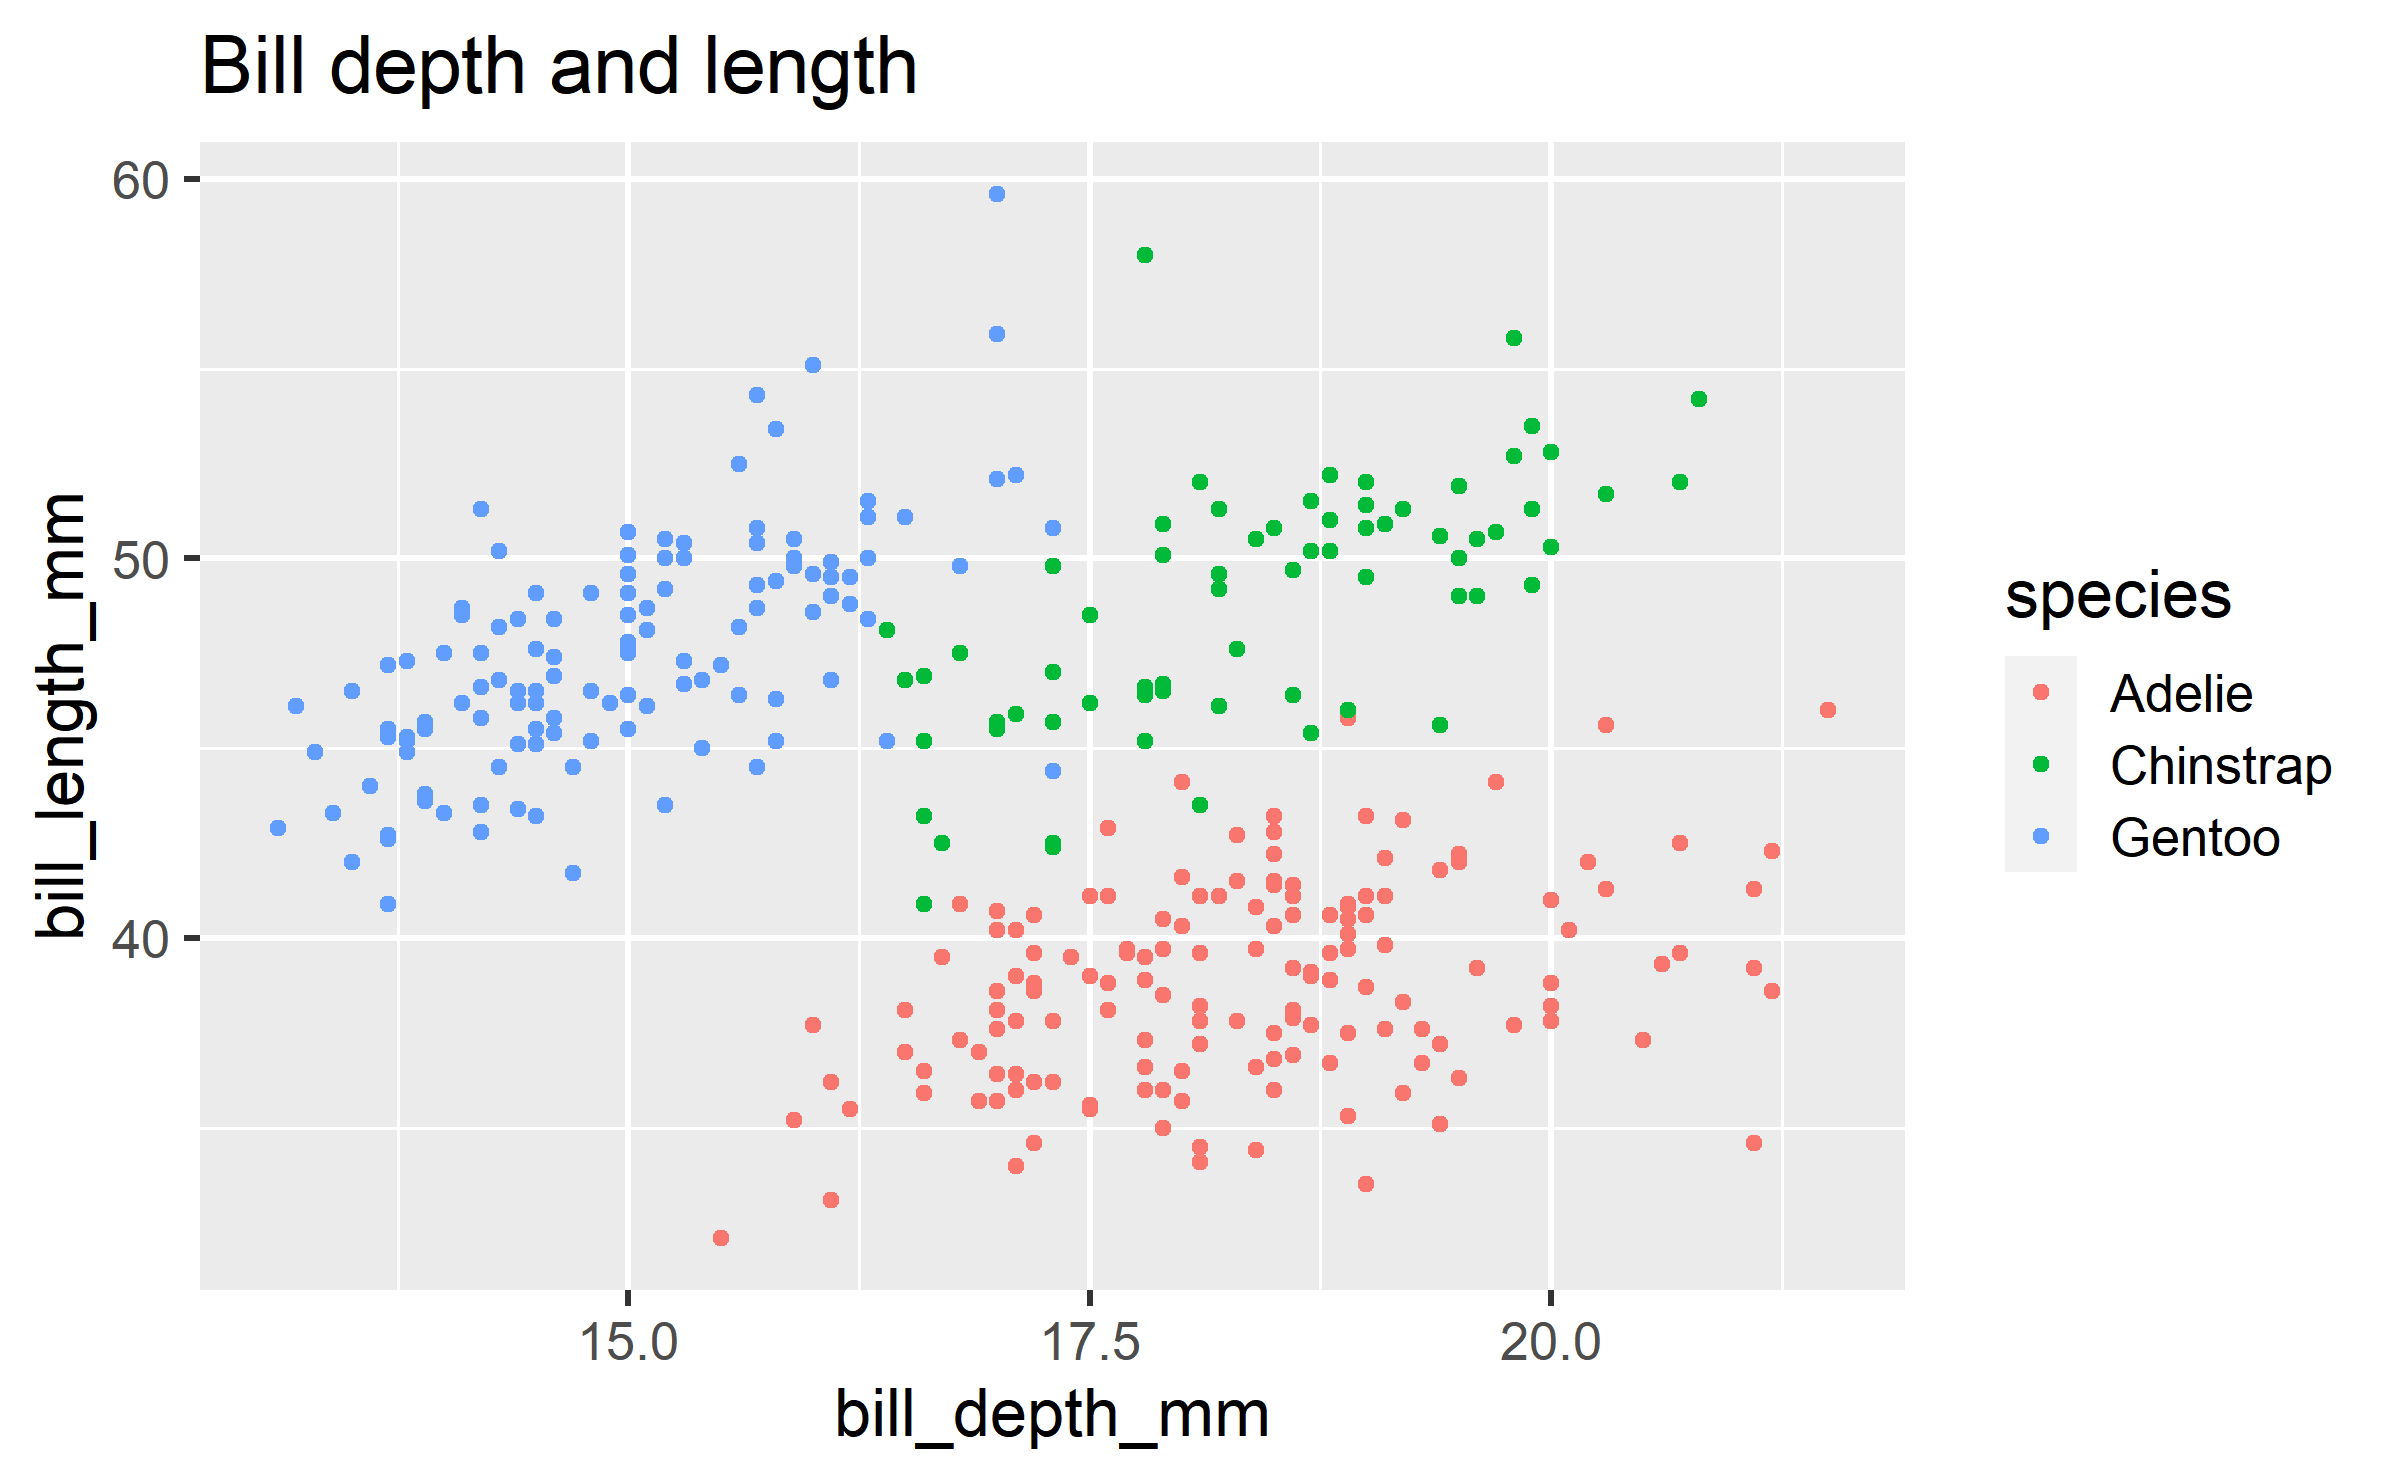 Bill depth and length
60
50
40
bill_length_mm
15.0 17.5 20.0
bill_depth_mm
species
Adelie
Chinstrap
Gentoo